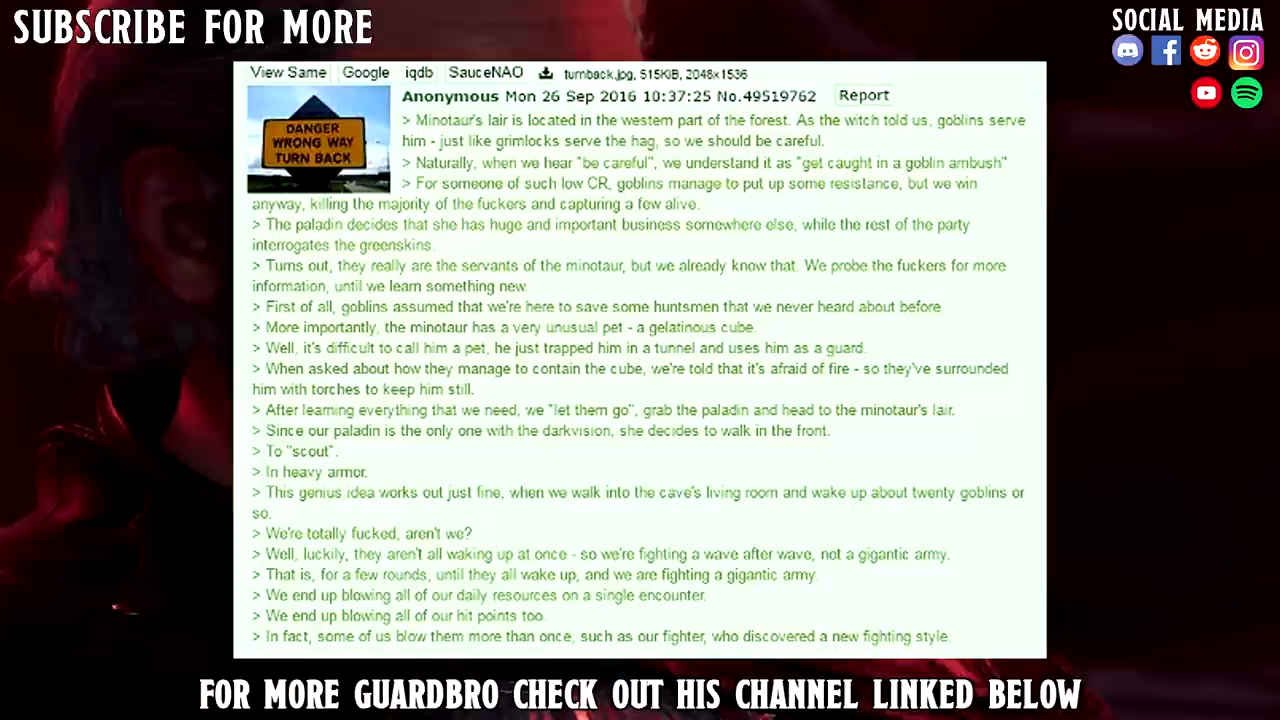 SUBSCRIBE FOR MORE
SOCIAL MEDIA
View Same Google iqdb SauceNAO turnback.jpg, 515KiB, 2048x1536
Anonymous Mon 26 Sep 2016 10:37:25 No.49519762 Report
DANGER
WRONG WAY
TURN BACK
> Minotaur's lair is located in the western part of the forest. As the witch told us, goblins serve
him - just like grimlocks serve the hag, so we should be careful.
> Naturally, when we hear "be careful", we understand it as "get caught in a goblin ambush"
> For someone of such low CR, goblins manage to put up some resistance, but we win
anyway, killing the majority of the fuckers and capturing a few alive.
> The paladin decides that she has huge and important business somewhere else, while the rest of the party
interrogates the greenskins.
> Turns out, they really are the servants of the minotaur, but we already know that. We probe the fuckers for more
information, until we learn something new.
> First of all, goblins assumed that we're here to save some huntsmen that we never heard about before
> More importantly, the minotaur has a very unusual pet - a gelatinous cube.
> Well, it's difficult to call him a pet, he just trapped him in a tunnel and uses him as a guard.
> When asked about how they manage to contain the cube, we're told that it's afraid of fire - so they've surrounded
him with torches to keep him still.
> After learning everything that we need, we "let them go", grab the paladin and head to the minotaur's lair.
> Since our paladin is the only one with the darkvision, she decides to walk in the front.
> To "scout".
> In heavy armor.
> This genius idea works out just fine, when we walk into the cave's living room and wake up about twenty goblins or
so.
> We're totally fucked, aren't we?
> Well, luckily, they aren't all waking up at once - so we're fighting a wave after wave, not a gigantic army.
> That is, for a few rounds, until they all wake up, and we are fighting a gigantic army.
> We end up blowing all of our daily resources on a single encounter.
> We end up blowing all of our hit points too.
> In fact, some of us blow them more than once, such as our fighter, who discovered a new fighting style.
FOR MORE GUARDBRO CHECK OUT HIS CHANNEL LINKED BELOW